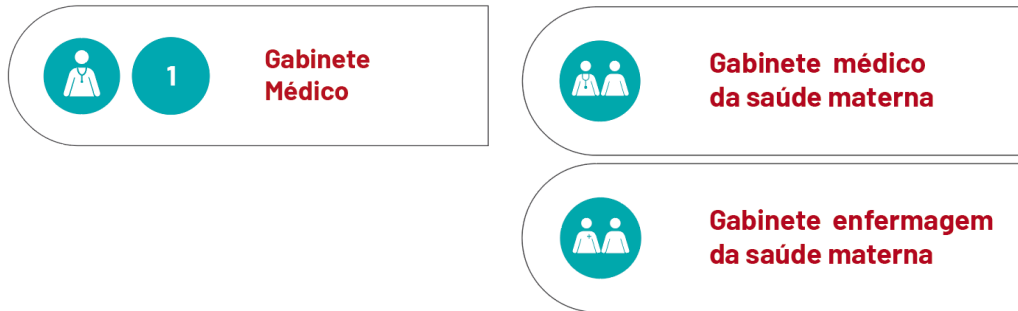 1
Gabinete
Médico
Gabinete médico
da saúde materna
Gabinete enfermagem
da saúde materna